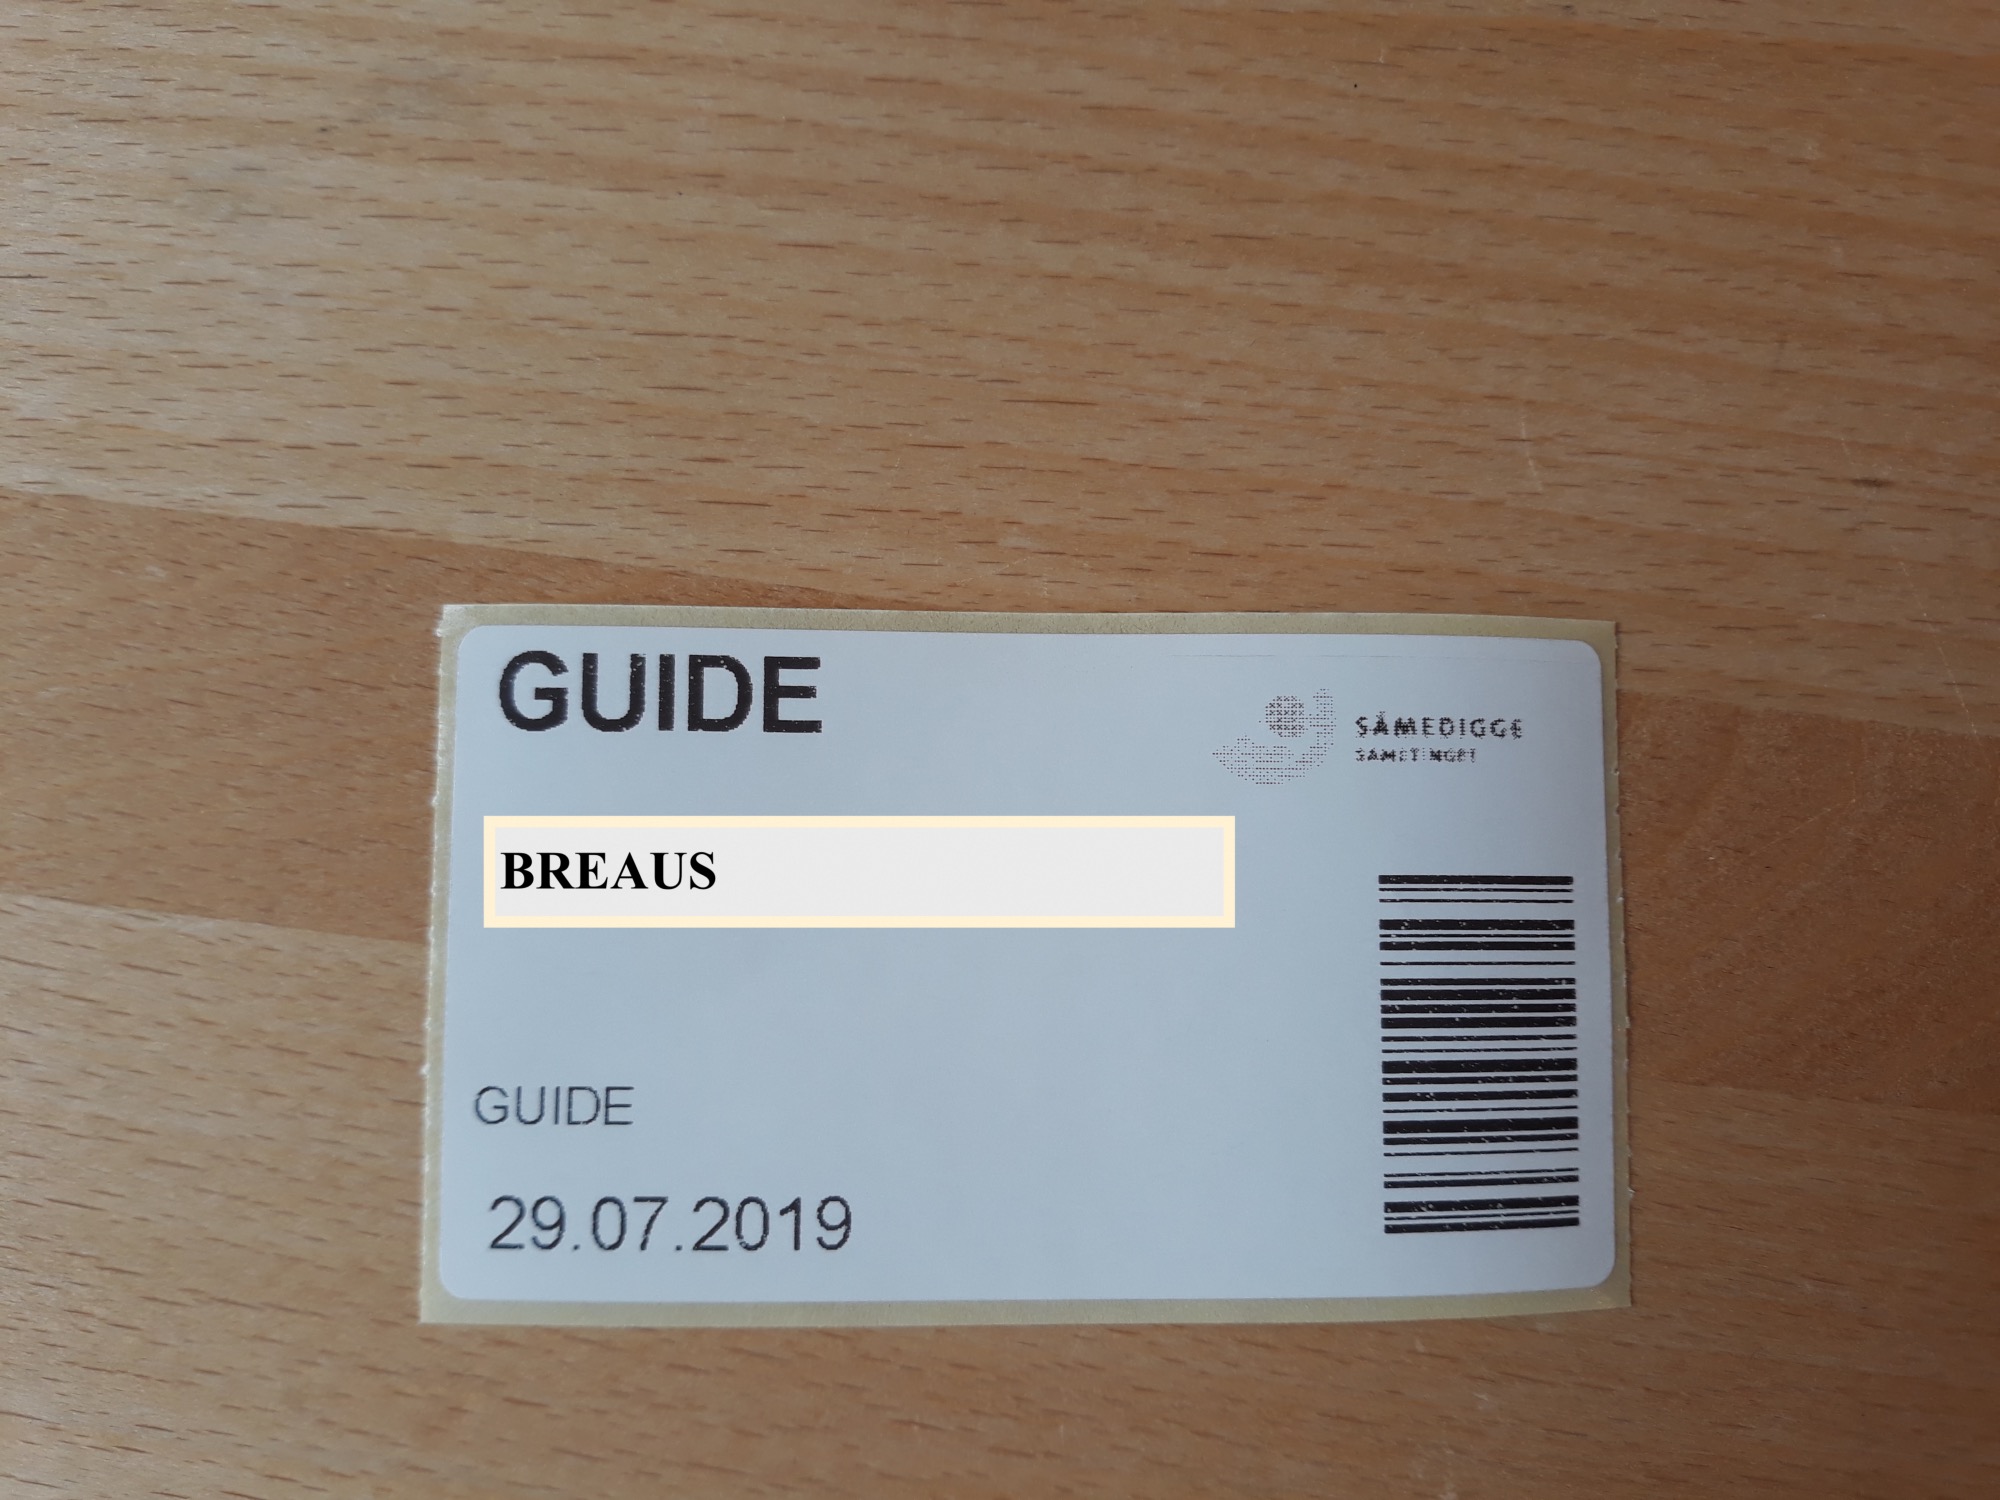 GUIDE
SÁMEDIGGI
SAMETINGET
BREAUS
GUIDE
29.07.2019